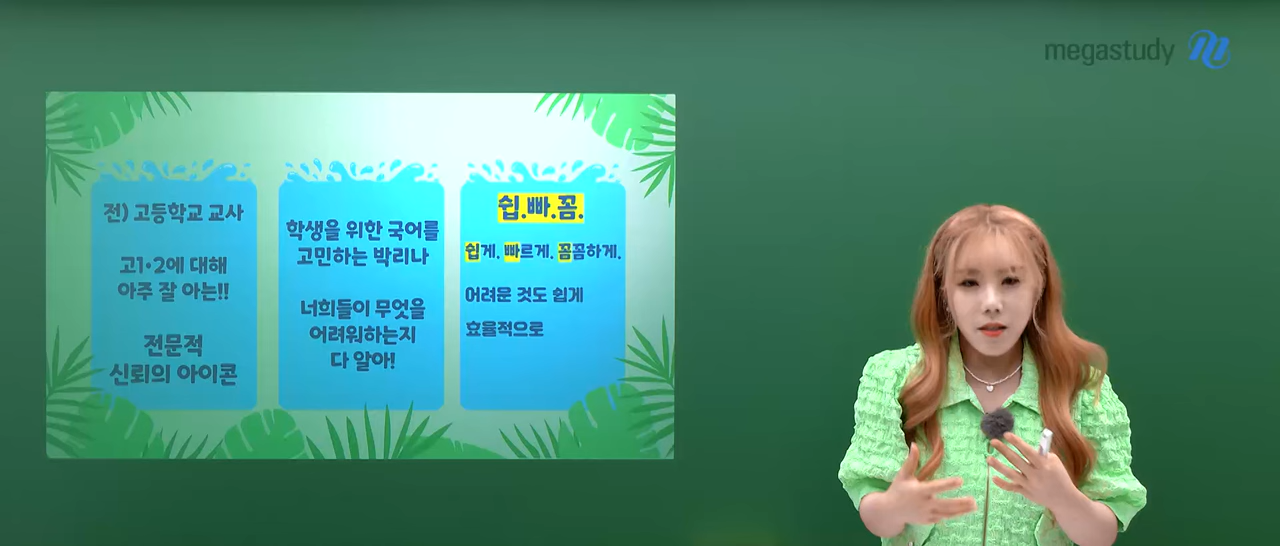 megastudy
전) 고등학교 교사
고1·2에 대해
아주 잘 아는!!
전문적
신뢰의 아이콘
학생을 위한 국어를
고민하는 박리나
너희들이 무엇을
어려워하는지
다 알아!
쉽.빠.꼼.
쉽게. 빠르게. 꼼꼼하게.
어려운 것도 쉽게
효율적으로